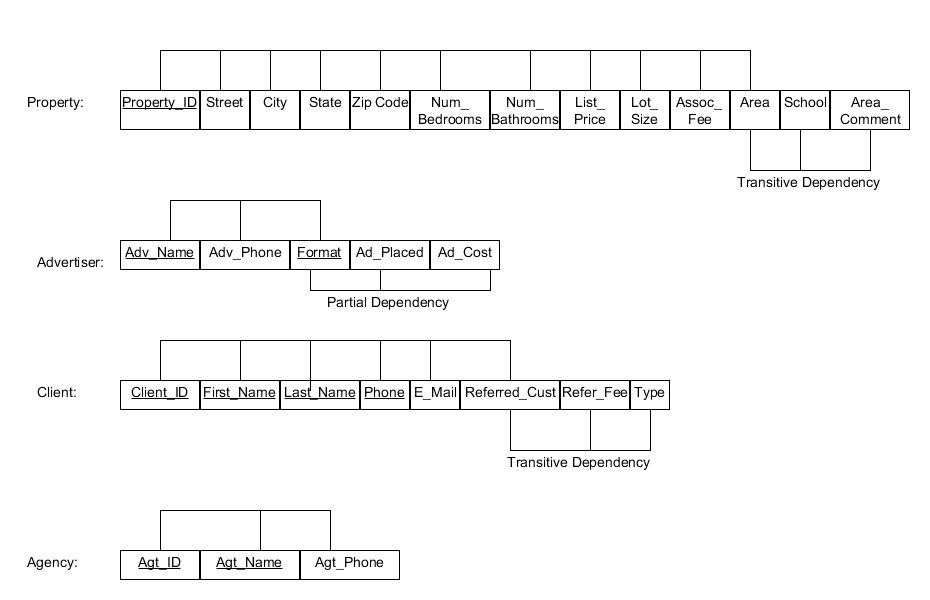 Property:
Property_ID Street City State Zip Code Num_ Num_ List_ Lot_ Assoc_ Area School Area_
Bedrooms Bathrooms Price Size Fee Comment
Transitive Dependency
Advertiser:
Adv_Name Adv_Phone Format Ad_Placed Ad_Cost
Partial Dependency
Client:
Client_ID First_Name Last_Name Phone E_Mail Referred_Cust Refer_Fee Type
Transitive Dependency
Agency:
Agt_ID Agt_Name Agt_Phone